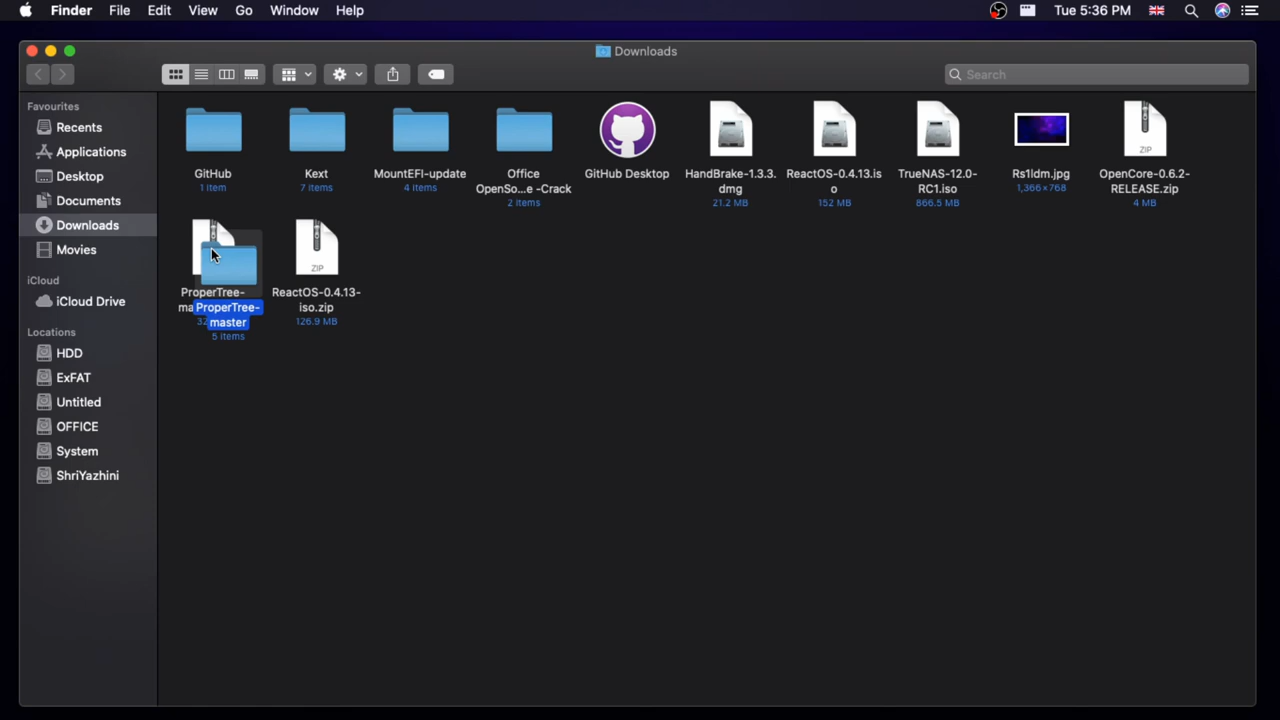 Finder File Edit View Go Window Help Tue 5:36 PM
Downloads
Search
Favourites
Recents
Applications
Desktop
Documents
Downloads
Movies
iCloud
iCloud Drive
Locations
HDD
ExFAT
Untitled
OFFICE
System
ShriYazhini
GitHub
1 item
Kext
7 items
MountEFI-update
4 items
Office
OpenSo...e -Crack
2 items
GitHub Desktop
HandBrake-1.3.3.
dmg
21.2 MB
ReactOS-0.4.13.is
o
152 MB
TrueNAS-12.0-
RC1.iso
866.5 MB
Rs1ldm.jpg
1,366×768
ZIP
OpenCore-0.6.2-
RELEASE.zip
4 MB
ProperTree-
ma
32
ProperTree-
master
5 items
ZIP
ReactOS-0.4.13-
iso.zip
126.9 MB